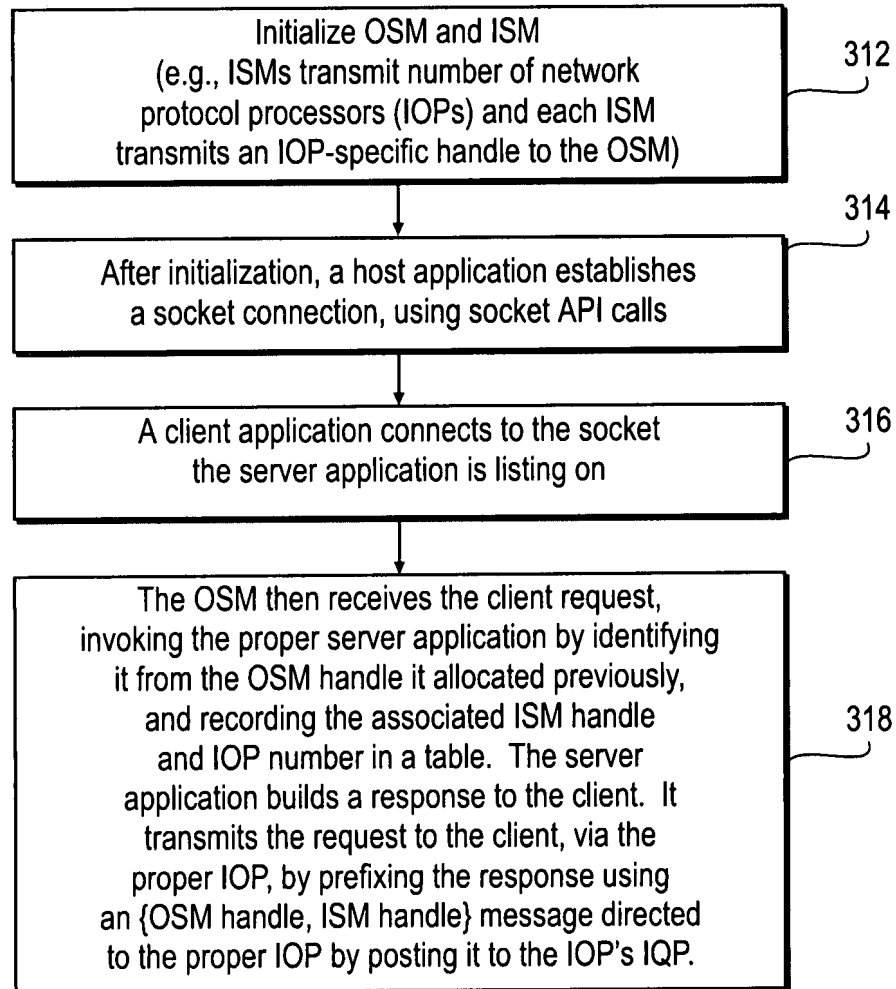 Initialize OSM and ISM
(e.g., ISMs transmit number of network
protocol processors (IOPs) and each ISM
transmits an IOP-specific handle to the OSM)
312
After initialization, a host application establishes
a socket connection, using socket API calls
314
A client application connects to the socket
the server application is listing on
316
The OSM then receives the client request,
invoking the proper server application by identifying
it from the OSM handle it allocated previously,
and recording the associated ISM handle
and IOP number in a table. The server
application builds a response to the client. It
transmits the request to the client, via the
proper IOP, by prefixing the response using
an {OSM handle, ISM handle} message directed
to the proper IOP by posting it to the IOP's IQP.
318